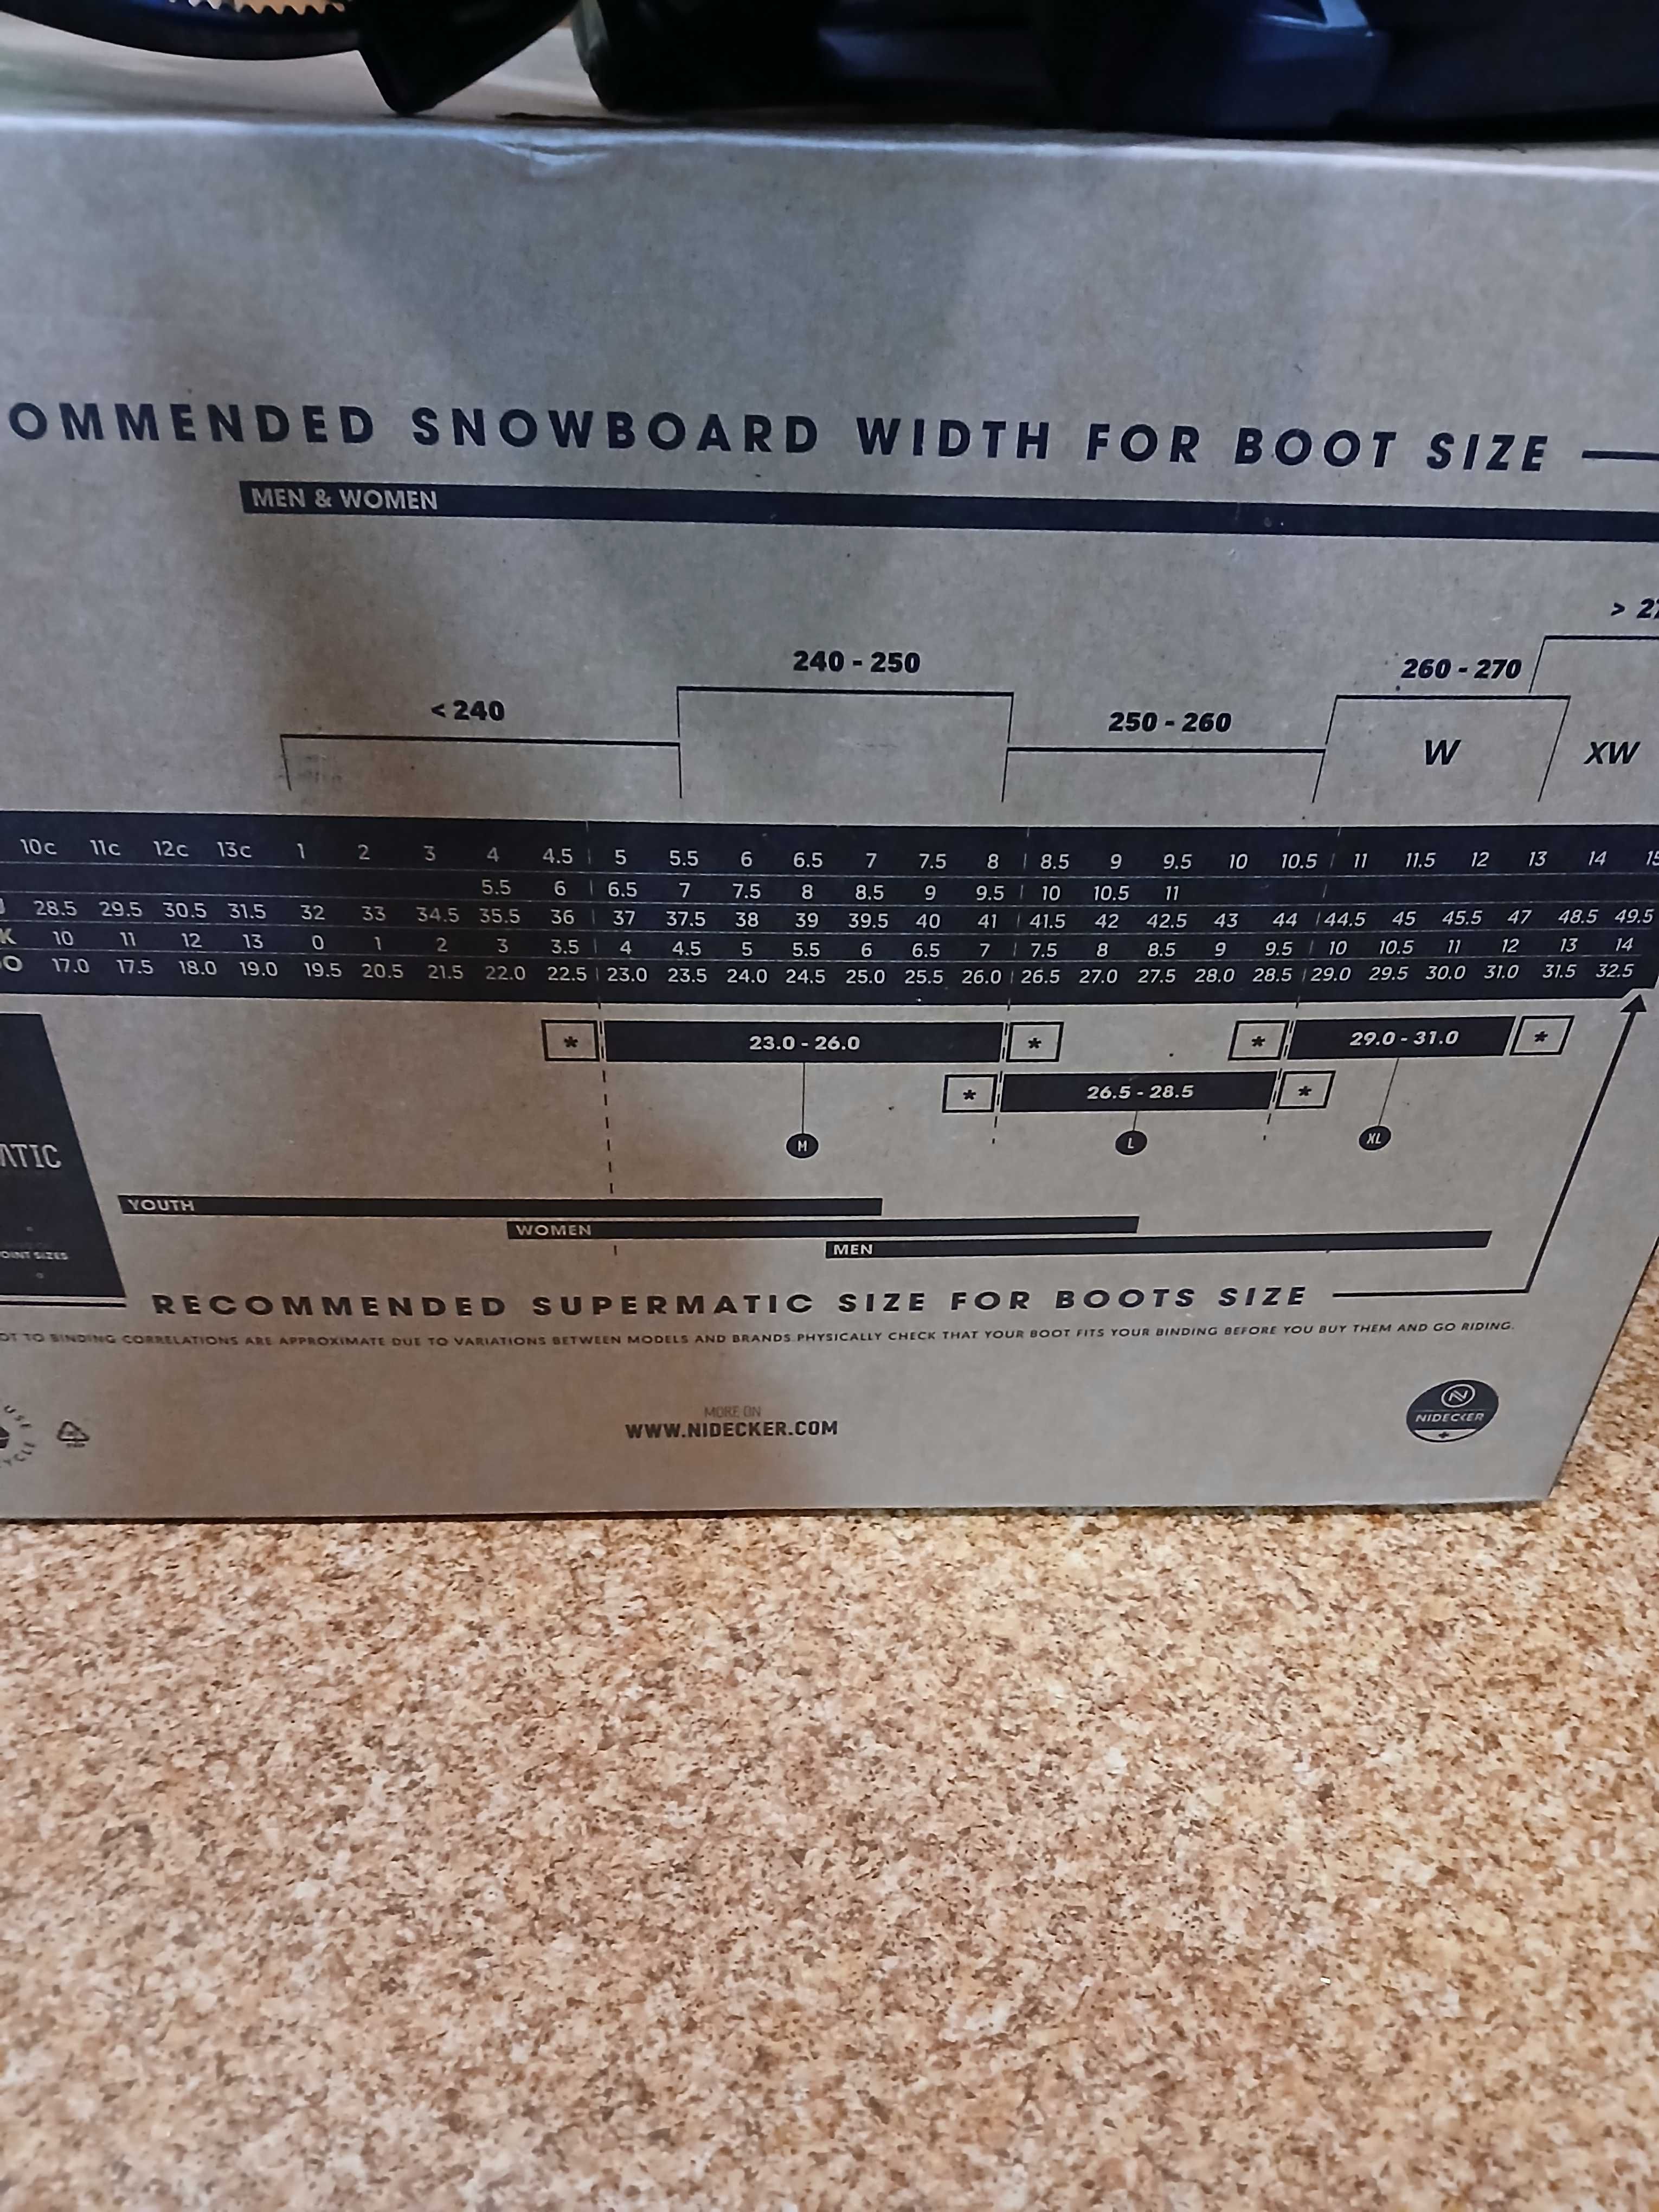 OMMENDED SNOWBOARD WIDTH FOR BOOT SIZE
MEN & WOMEN
> 27
240 - 250
260 - 270
< 240
250 - 260
W
XW
10c 11c 12c 13c 1 2 3 4 4.5 5 5.5 6 6.5 7 7.5 8 8.5 9 9.5 10 10.5 11 11.5 12 13 14 15
5.5 6 6.5 7 7.5 8 8.5 9 9.5 10 10.5 11
28.5 29.5 30.5 31.5 32 33 34.5 35.5 36 37 37.5 38 39 39.5 40 41 41.5 42 42.5 43 44 44.5 45 45.5 47 48.5 49.5
K 10 11 12 13 0 1 2 3 3.5 4 4.5 5 5.5 6 6.5 7 7.5 8 8.5 9 9.5 10 10.5 11 12 13 14
O 17.0 17.5 18.0 19.0 19.5 20.5 21.5 22.0 22.5 23.0 23.5 24.0 24.5 25.0 25.5 26.0 26.5 27.0 27.5 28.0 28.5 29.0 29.5 30.0 31.0 31.5 32.5
* 23.0 - 26.0 * * 29.0 - 31.0 *
* 26.5 - 28.5 *
M L XL
ATIC
YOUTH
WOMEN
MEN
OINT SIZES
RECOMMENDED SUPERMATIC SIZE FOR BOOTS SIZE
OT TO BINDING CORRELATIONS ARE APPROXIMATE DUE TO VARIATIONS BETWEEN MODELS AND BRANDS. PHYSICALLY CHECK THAT YOUR BOOT FITS YOUR BINDING BEFORE YOU BUY THEM AND GO RIDING.
MORE ON
WWW.NIDECKER.COM
NIDECKER
USE
YCLE